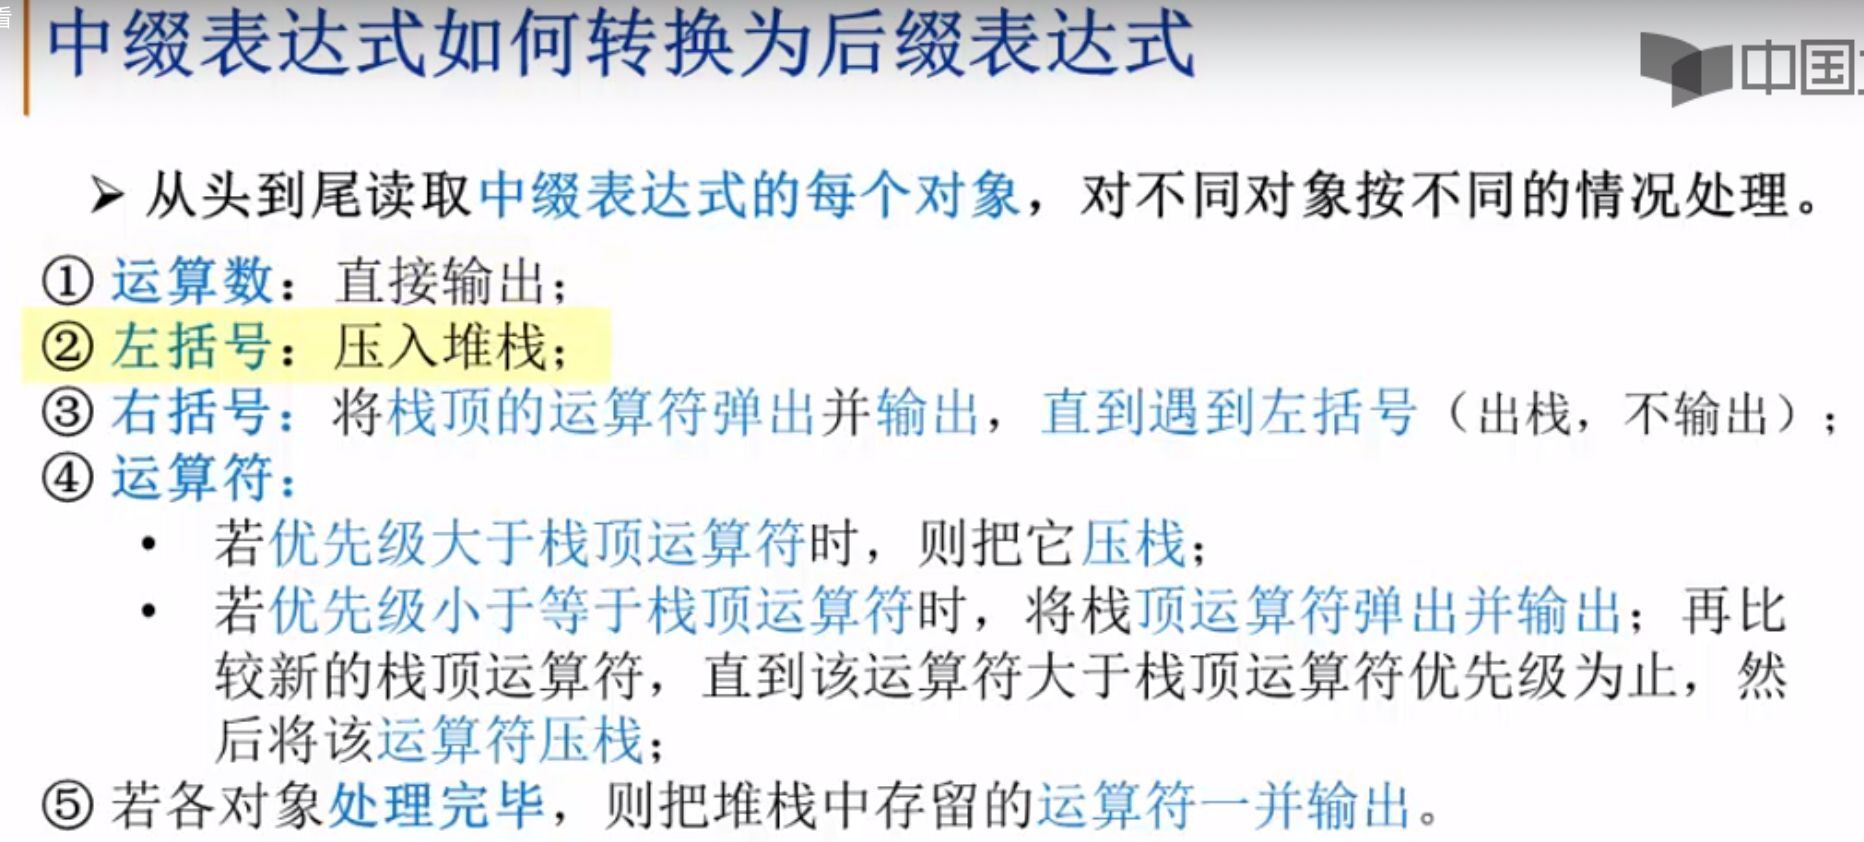 看
中缀表达式如何转换为后缀表达式
中国
➢ 从头到尾读取中缀表达式的每个对象，对不同对象按不同的情况处理。
① 运算数：直接输出；
② 左括号：压入堆栈；
③ 右括号：将栈顶的运算符弹出并输出，直到遇到左括号（出栈，不输出）；
④ 运算符：
• 若优先级大于栈顶运算符时，则把它压栈；
• 若优先级小于等于栈顶运算符时，将栈顶运算符弹出并输出；再比
较新的栈顶运算符，直到该运算符大于栈顶运算符优先级为止，然
后将该运算符压栈；
⑤ 若各对象处理完毕，则把堆栈中存留的运算符一并输出。